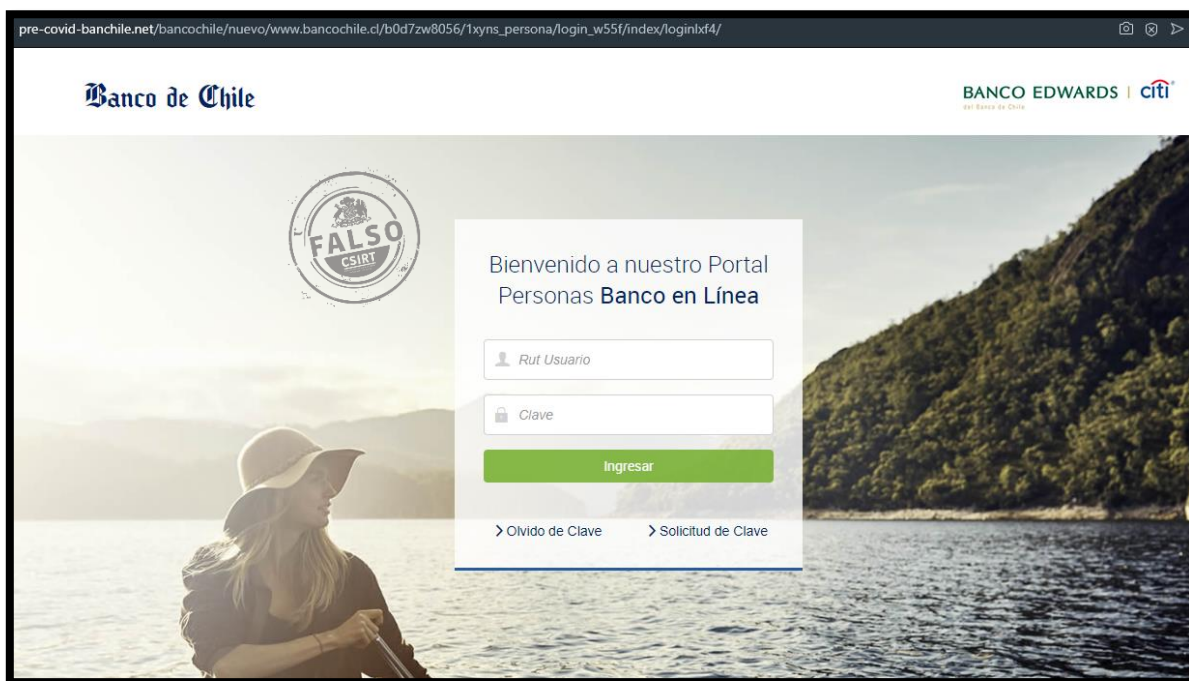 pre-covid-banchile.net/bancochile/nuevo/www.bancochile.cl/b0d7zw8056/1xyns_persona/login_w55f/index/loginlxf4/
Banco de Chile
BANCO EDWARDS | citi
del Banco de Chile
FALSO
CSIRT
Bienvenido a nuestro Portal
Personas Banco en Línea
Rut Usuario
Clave
Ingresar
Olvido de Clave
Solicitud de Clave